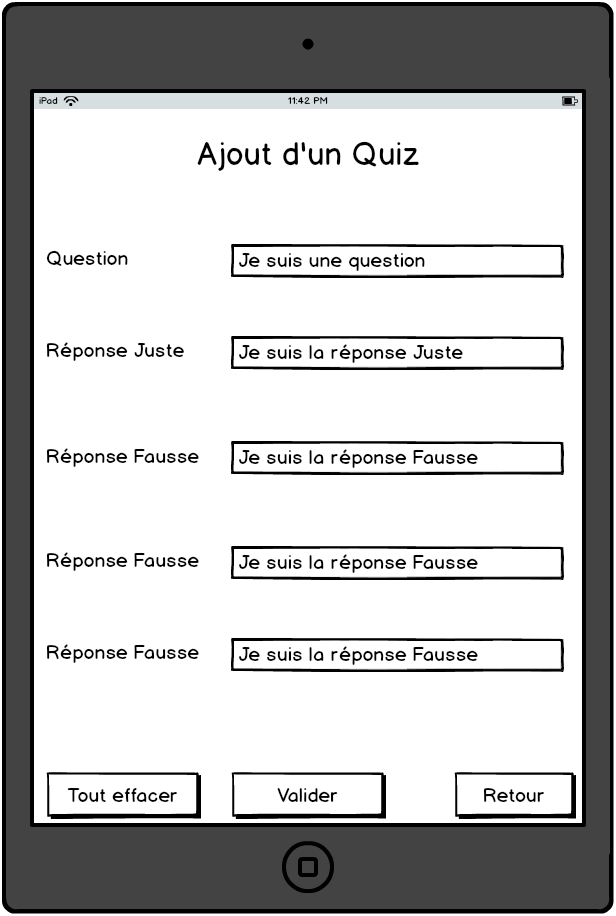 iPad 11:42 PM
Ajout d'un Quiz
Question Je suis une question
Réponse Juste Je suis la réponse Juste
Réponse Fausse Je suis la réponse Fausse
Réponse Fausse Je suis la réponse Fausse
Réponse Fausse Je suis la réponse Fausse
Tout effacer Valider Retour